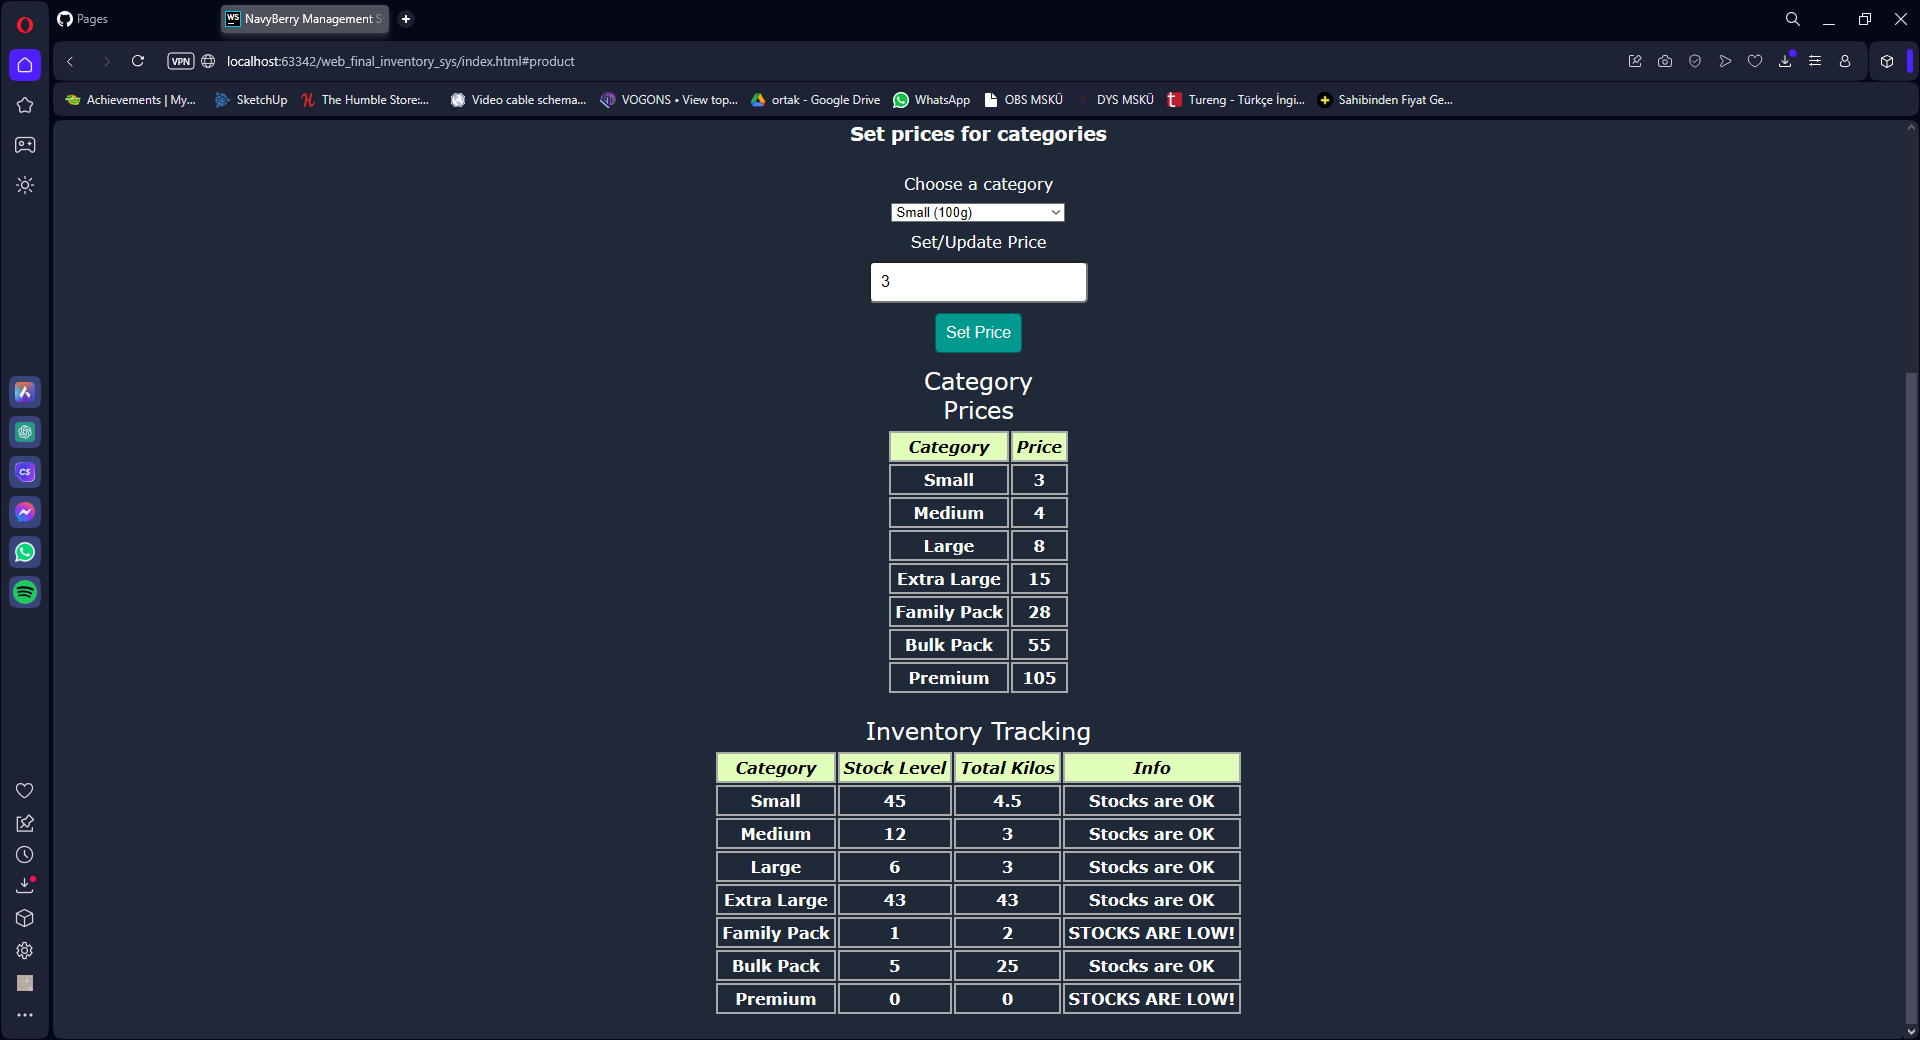 Pages
NavyBerry Management S
VPN
localhost:63342/web_final_inventory_sys/index.html#product
Achievements | My...
SketchUp
The Humble Store:...
Video cable schema...
VOGONS • View top...
ortak - Google Drive
WhatsApp
OBS MSKÜ
DYS MSKÜ
Tureng - Türkçe İngi...
Sahibinden Fiyat Ge...
Set prices for categories
Choose a category
Small (100g)
Set/Update Price
3
Set Price
Category
Prices
Category Price
Small 3
Medium 4
Large 8
Extra Large 15
Family Pack 28
Bulk Pack 55
Premium 105
Inventory Tracking
Category Stock Level Total Kilos Info
Small 45 4.5 Stocks are OK
Medium 12 3 Stocks are OK
Large 6 3 Stocks are OK
Extra Large 43 43 Stocks are OK
Family Pack 1 2 STOCKS ARE LOW!
Bulk Pack 5 25 Stocks are OK
Premium 0 0 STOCKS ARE LOW!